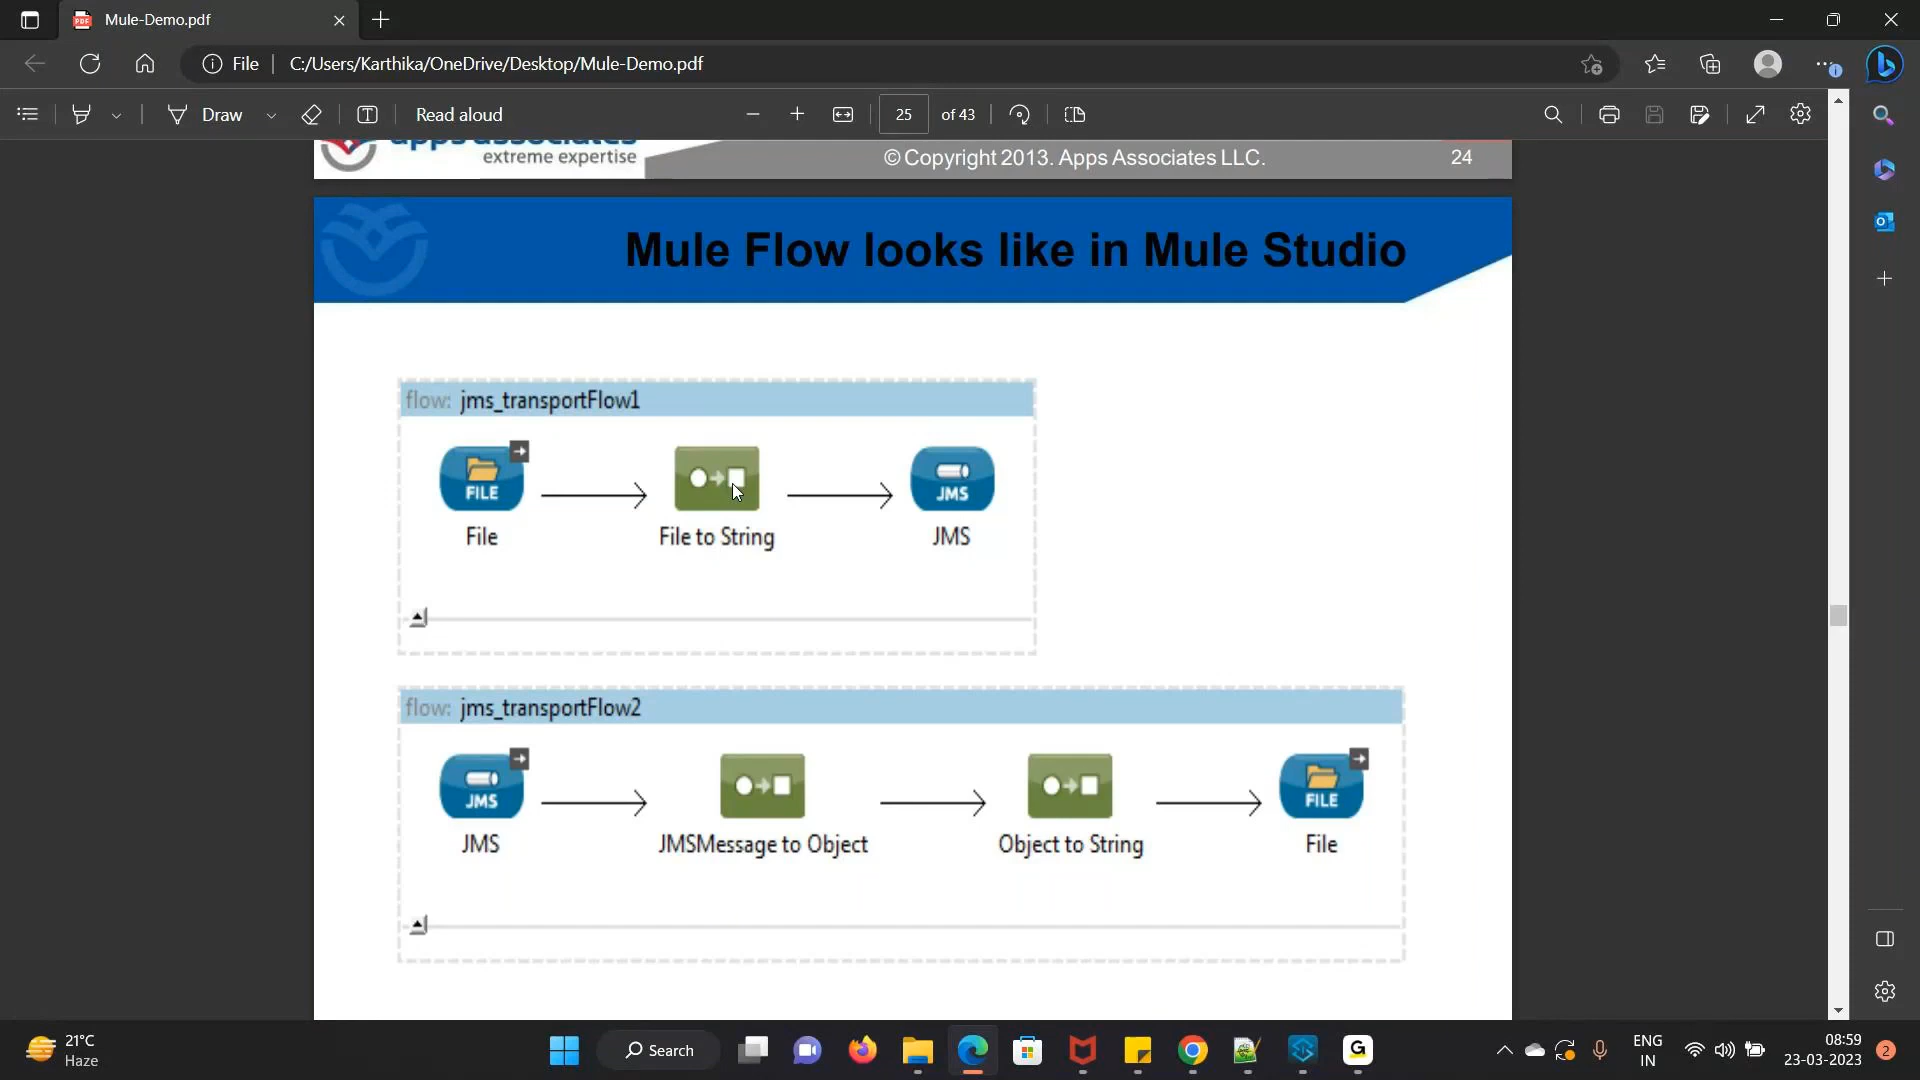 Mule-Demo.pdf
File C:/Users/Karthika/OneDrive/Desktop/Mule-Demo.pdf
Draw Read aloud 25 of 43
apps associates
extreme expertise
© Copyright 2013. Apps Associates LLC. 24
Mule Flow looks like in Mule Studio
flow: jms_transportFlow1
FILE JMS
File File to String JMS
flow: jms_transportFlow2
JMS FILE
JMS JMSMessage to Object Object to String File
21°C
Haze
Search
ENG
IN
08:59
23-03-2023
2